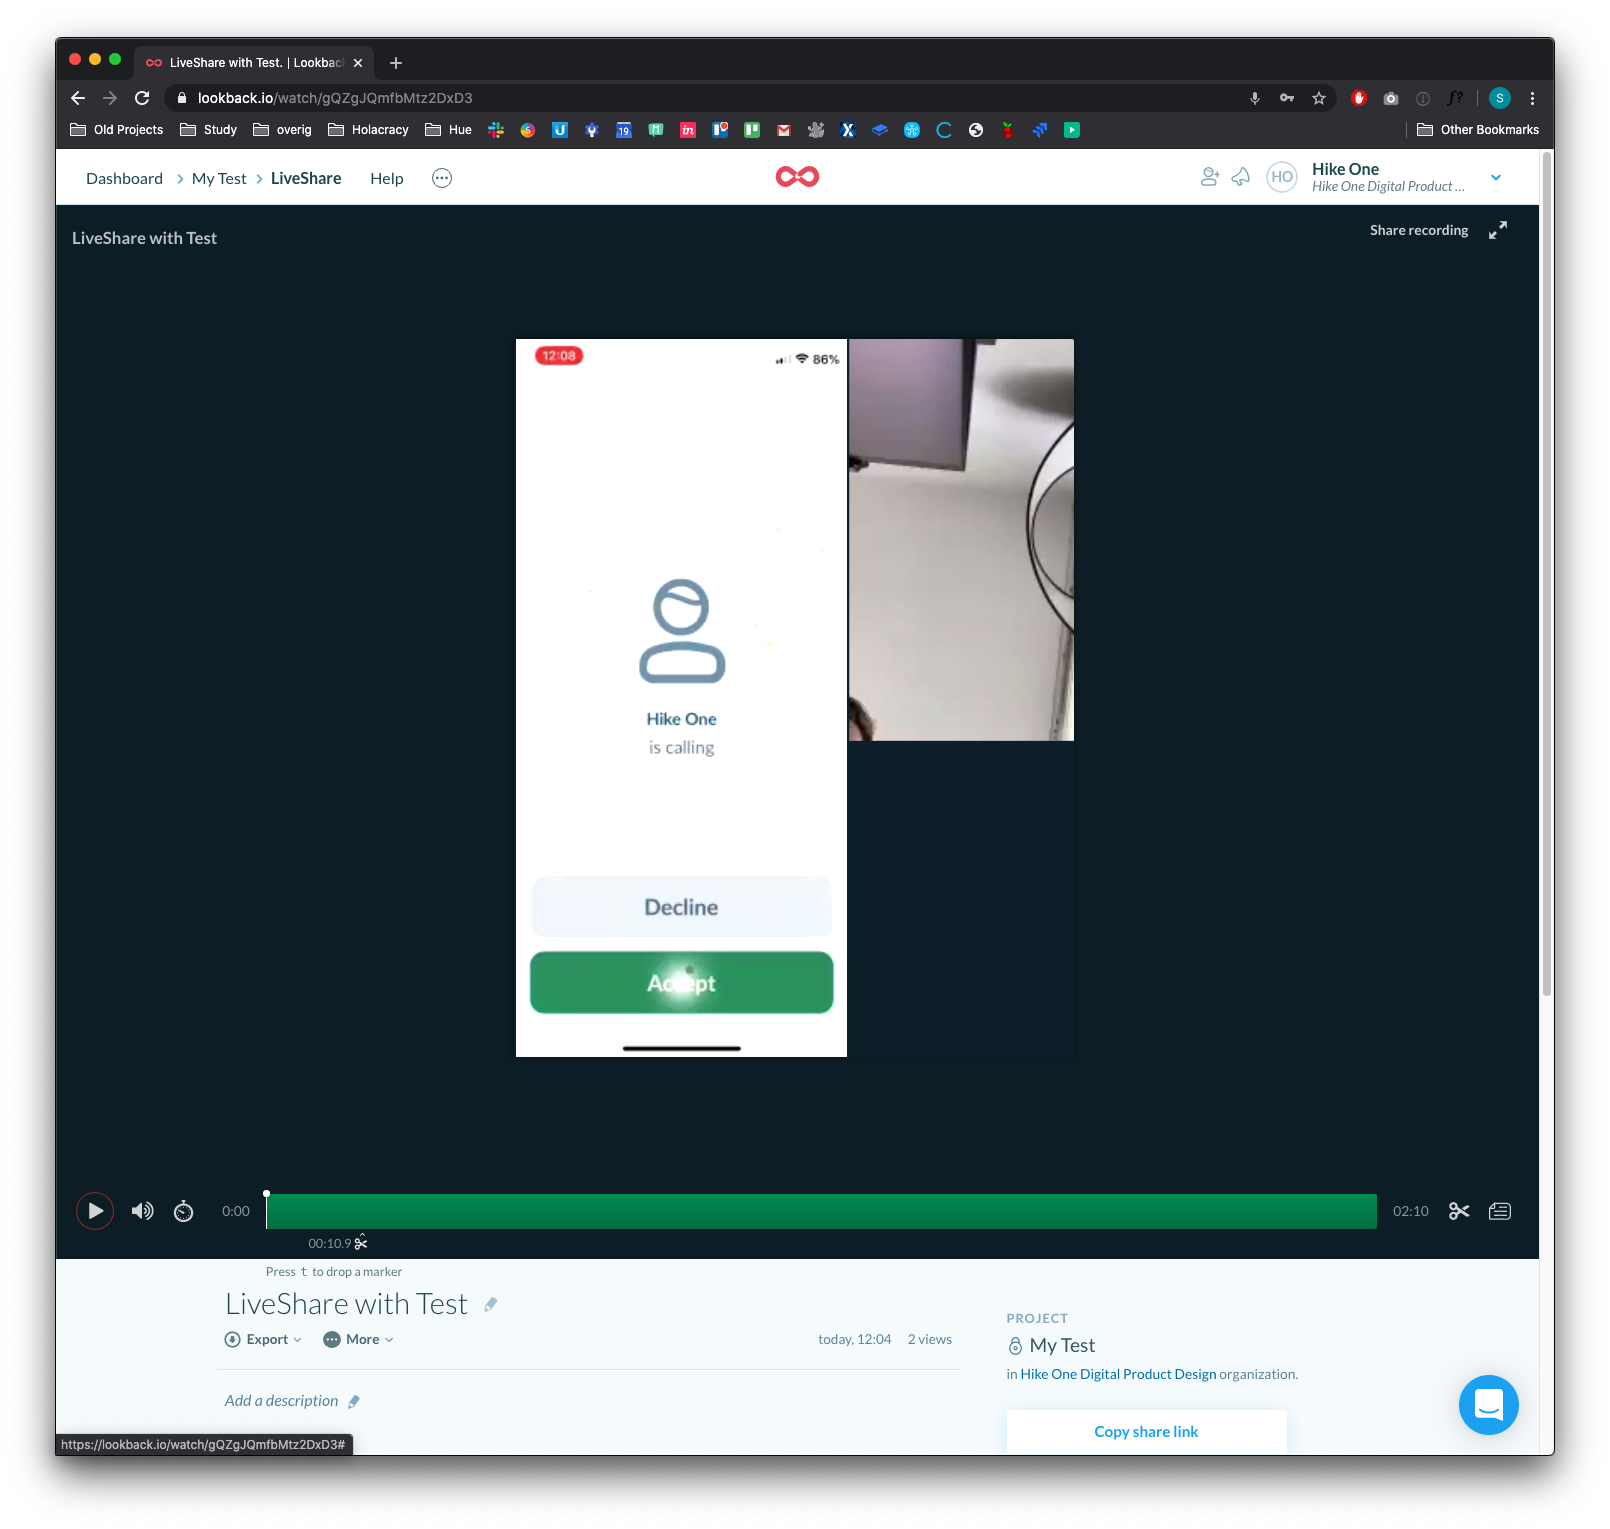 LiveShare with Test. | Lookbac
lookback.io/watch/gQZgJQmfbMtz2DxD3
f?
S
Old Projects
Study
overig
Holacracy
Hue
19
in
Other Bookmarks
Dashboard
My Test
LiveShare
Help
HO
Hike One
Hike One Digital Product ...
LiveShare with Test
Share recording
12:08
86%
Hike One
is calling
Decline
Accept
0:00
02:10
00:10.9
Press t to drop a marker
LiveShare with Test
Export
More
today, 12:04
2 views
Add a description
PROJECT
My Test
in Hike One Digital Product Design organization.
Copy share link
https://lookback.io/watch/gQZgJQmfbMtz2DxD3#